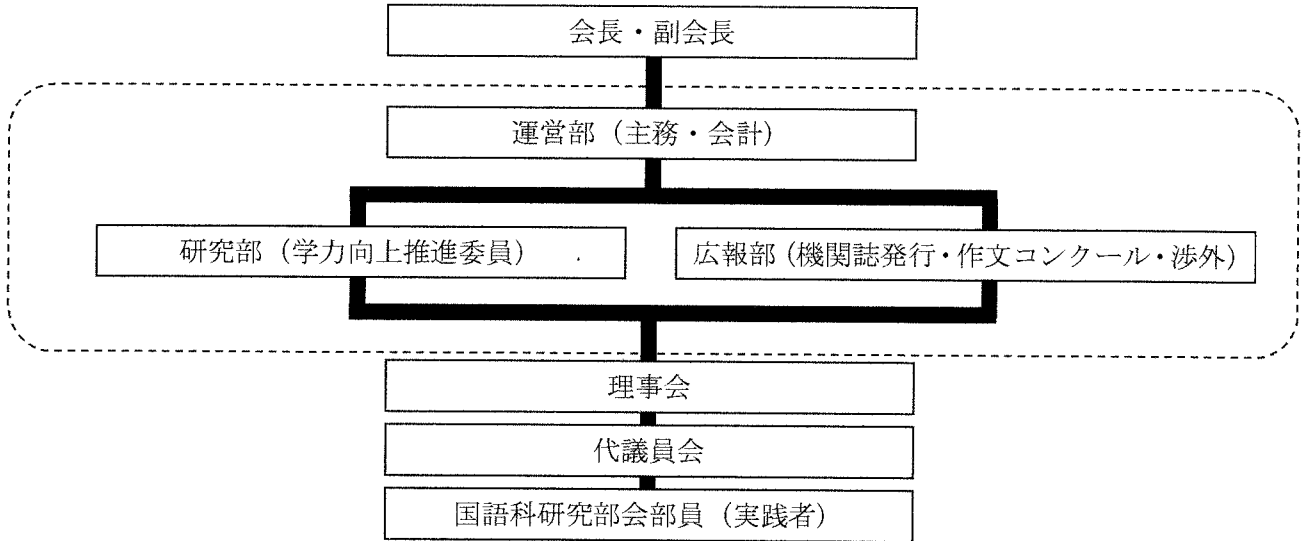 会長・副会長
運営部（主務・会計）
研究部（学力向上推進委員）
広報部（機関誌発行・作文コンクール・渉外）
理事会
代議員会
国語科研究部会部員（実践者）